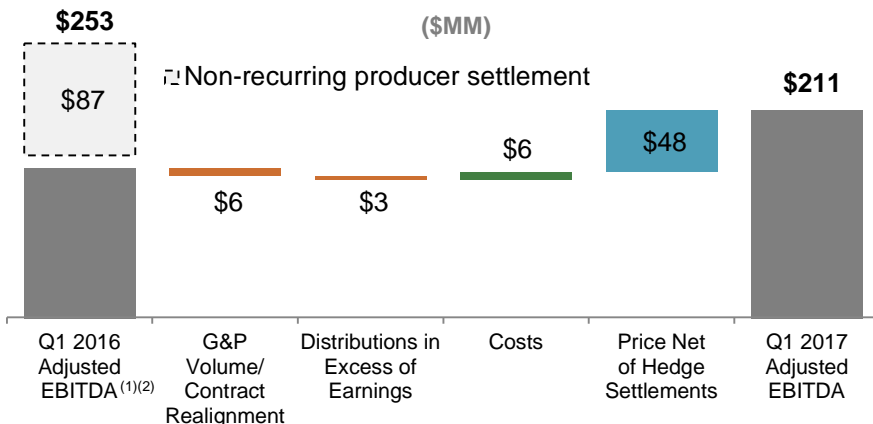 ($MM)
$253
Non-recurring producer settlement
$87
$6
$3
$6
$48
$211
Q1 2016
Adjusted
EBITDA (1)(2)
G&P
Volume/
Contract
Realignment
Distributions in
Excess of
Earnings
Costs
Price Net
of Hedge
Settlements
Q1 2017
Adjusted
EBITDA